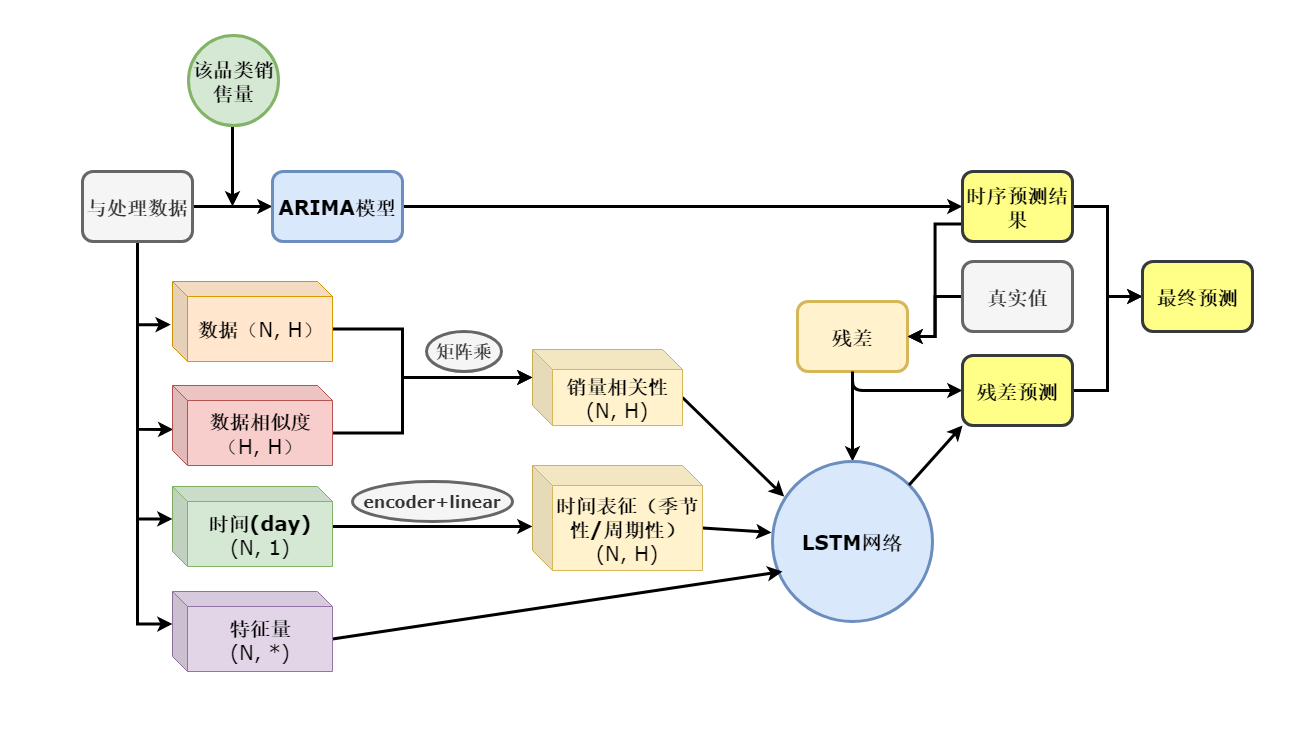 该品类销
售量
与处理数据
ARIMA模型
时序预测结
果
真实值
最终预测
数据（N, H）
矩阵乘
残差
销量相关性
(N, H)
残差预测
数据相似度
（H, H）
时间(day)
(N, 1)
encoder+linear
时间表征（季节
性/周期性）
(N, H)
LSTM网络
特征量
(N, *)